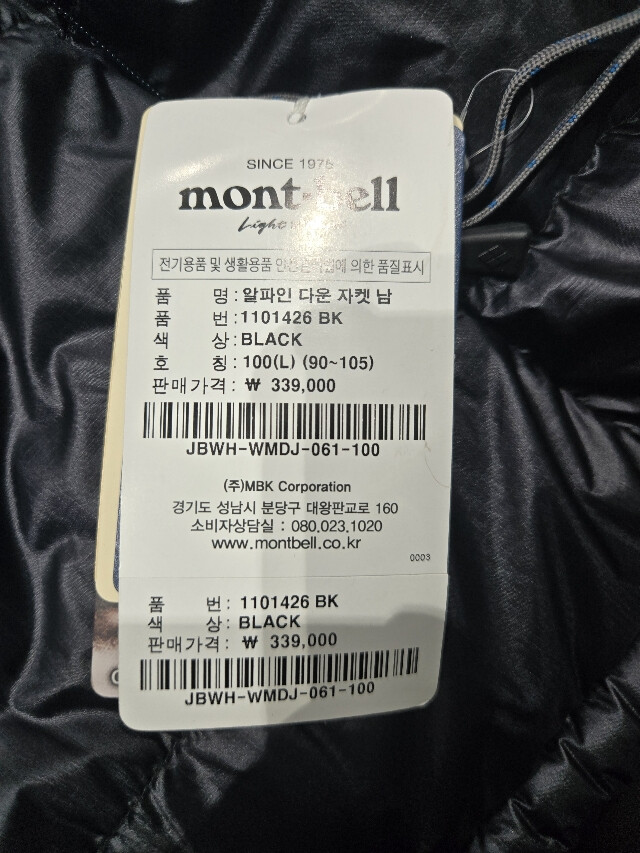 SINCE 1975
mont-bell
Light
전기용품 및 생활용품 안전관리법에 의한 품질표시
품 명 : 알파인 다운 자켓 남
품 번 : 1101426 BK
색 상 : BLACK
호 칭 : 100(L) (90~105)
판매가격 : ₩ 339,000
JBWH-WMDJ-061-100
(주)MBK Corporation
경기도 성남시 분당구 대왕판교로 160
소비자상담실 : 080.023.1020
www.montbell.co.kr
0003
품 번 : 1101426 BK
색 상 : BLACK
판매가격 : ₩ 339,000
JBWH-WMDJ-061-100